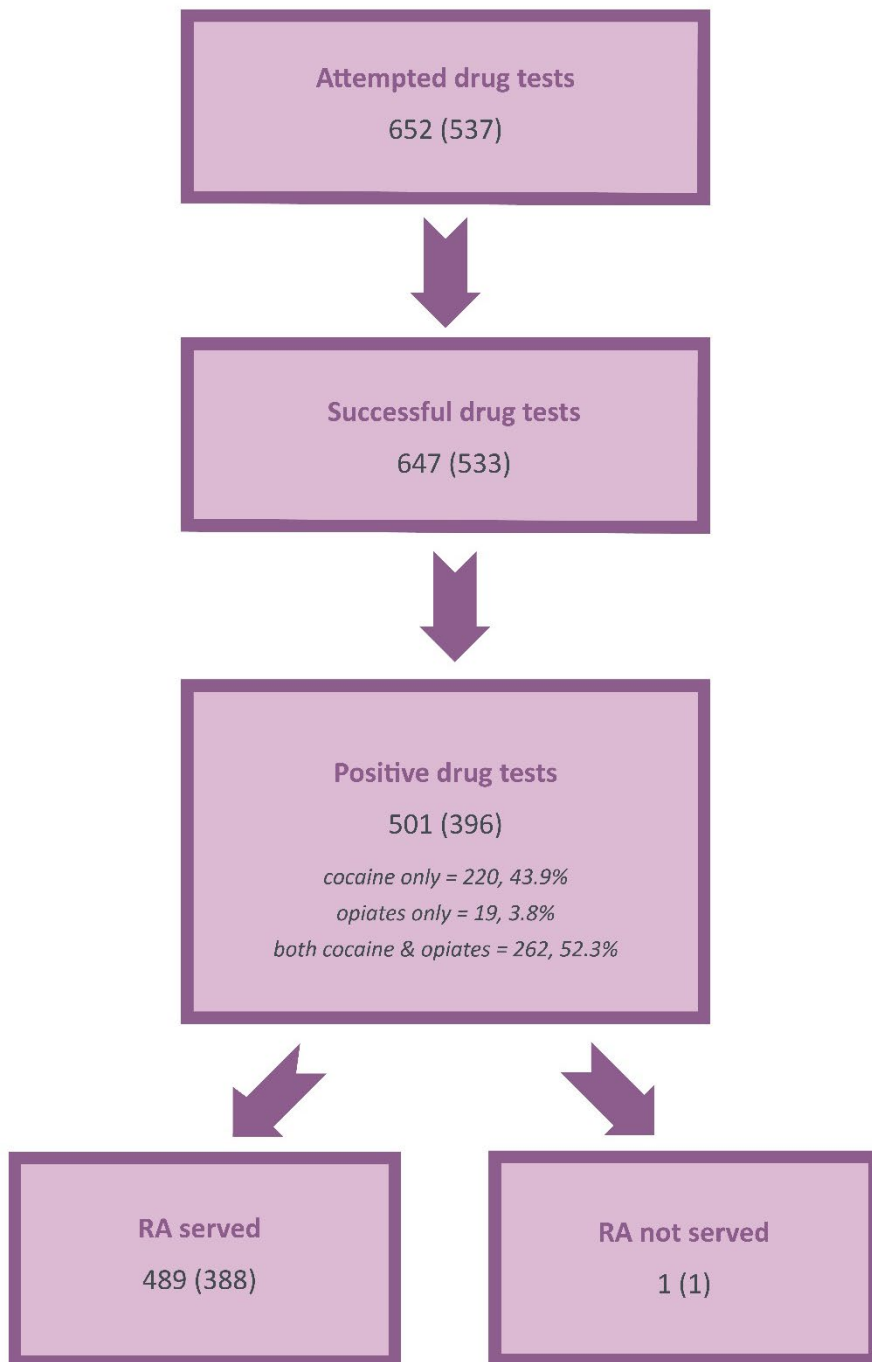 Attempted drug tests
652 (537)
Successful drug tests
647 (533)
Positive drug tests
501 (396)
cocaine only = 220, 43.9%
opiates only = 19, 3.8%
both cocaine & opiates = 262, 52.3%
RA served
489 (388)
RA not served
1 (1)